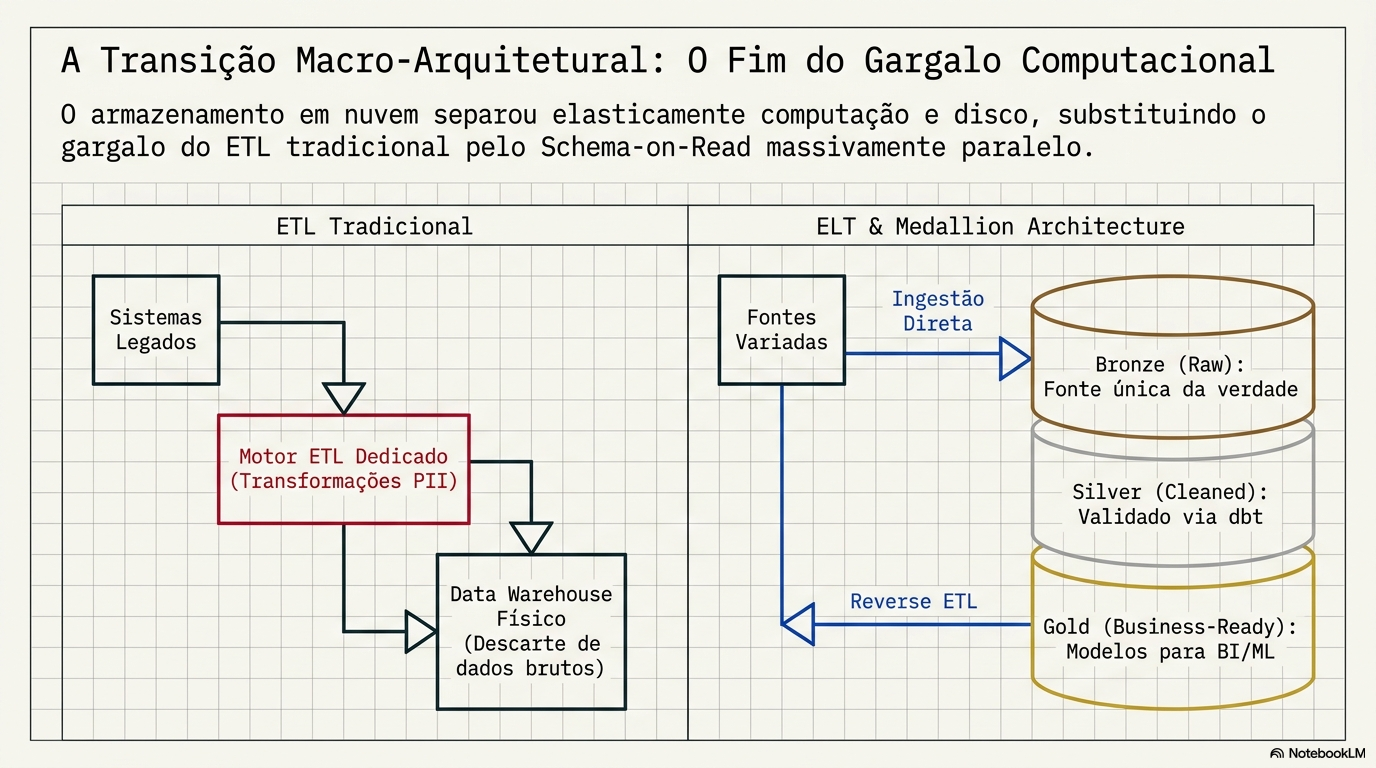 A Transição Macro-Arquitetural: O Fim do Gargalo Computacional
O armazenamento em nuvem separou elasticamente computação e disco, substituindo o
gargalo do ETL tradicional pelo Schema-on-Read massivamente paralelo.
ETL Tradicional
Sistemas
Legados
Motor ETL Dedicado
(Transformações PII)
Data Warehouse
Físico
(Descarte de
dados brutos)
ELT & Medallion Architecture
Fontes
Variadas
Ingestão
Direta
Bronze (Raw):
Fonte única da verdade
Silver (Cleaned):
Validado via dbt
Reverse ETL
Gold (Business-Ready):
Modelos para BI/ML
NotebookLM